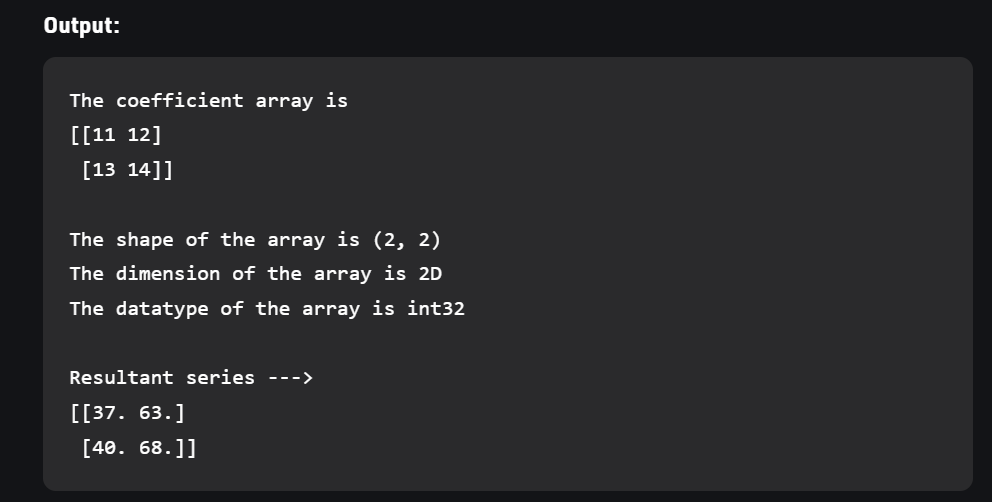 Output:
The coefficient array is
[[11 12]
 [13 14]]
The shape of the array is (2, 2)
The dimension of the array is 2D
The datatype of the array is int32
Resultant series --->
[[37. 63.]
 [40. 68.]]